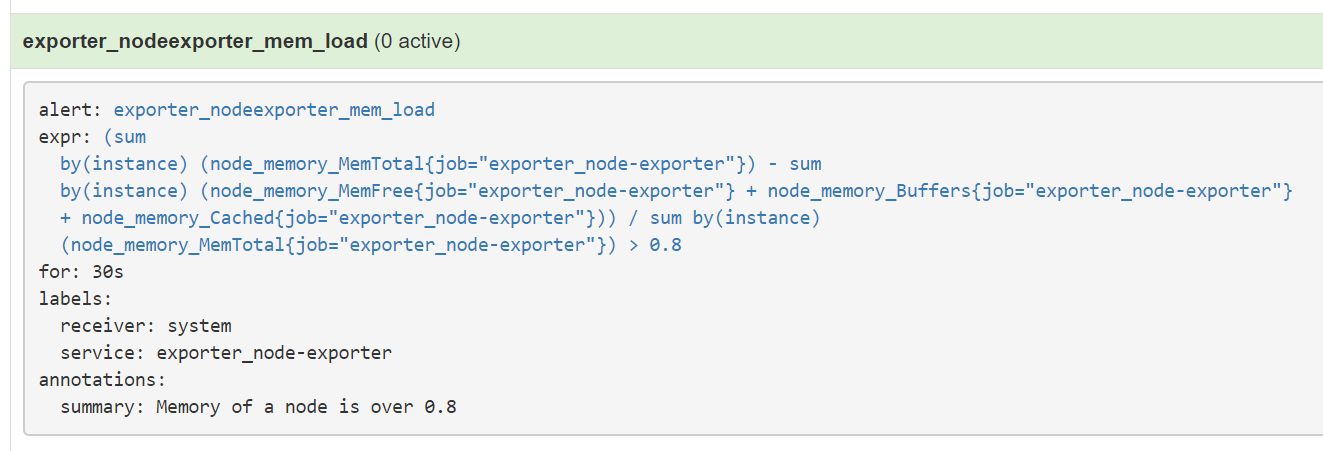 exporter_nodeexporter_mem_load (0 active)
alert: exporter_nodeexporter_mem_load
expr: (sum
  by(instance) (node_memory_MemTotal{job="exporter_node-exporter"}) - sum
  by(instance) (node_memory_MemFree{job="exporter_node-exporter"} + node_memory_Buffers{job="exporter_node-exporter"}
  + node_memory_Cached{job="exporter_node-exporter"})) / sum by(instance)
  (node_memory_MemTotal{job="exporter_node-exporter"}) > 0.8
for: 30s
labels:
  receiver: system
  service: exporter_node-exporter
annotations:
  summary: Memory of a node is over 0.8